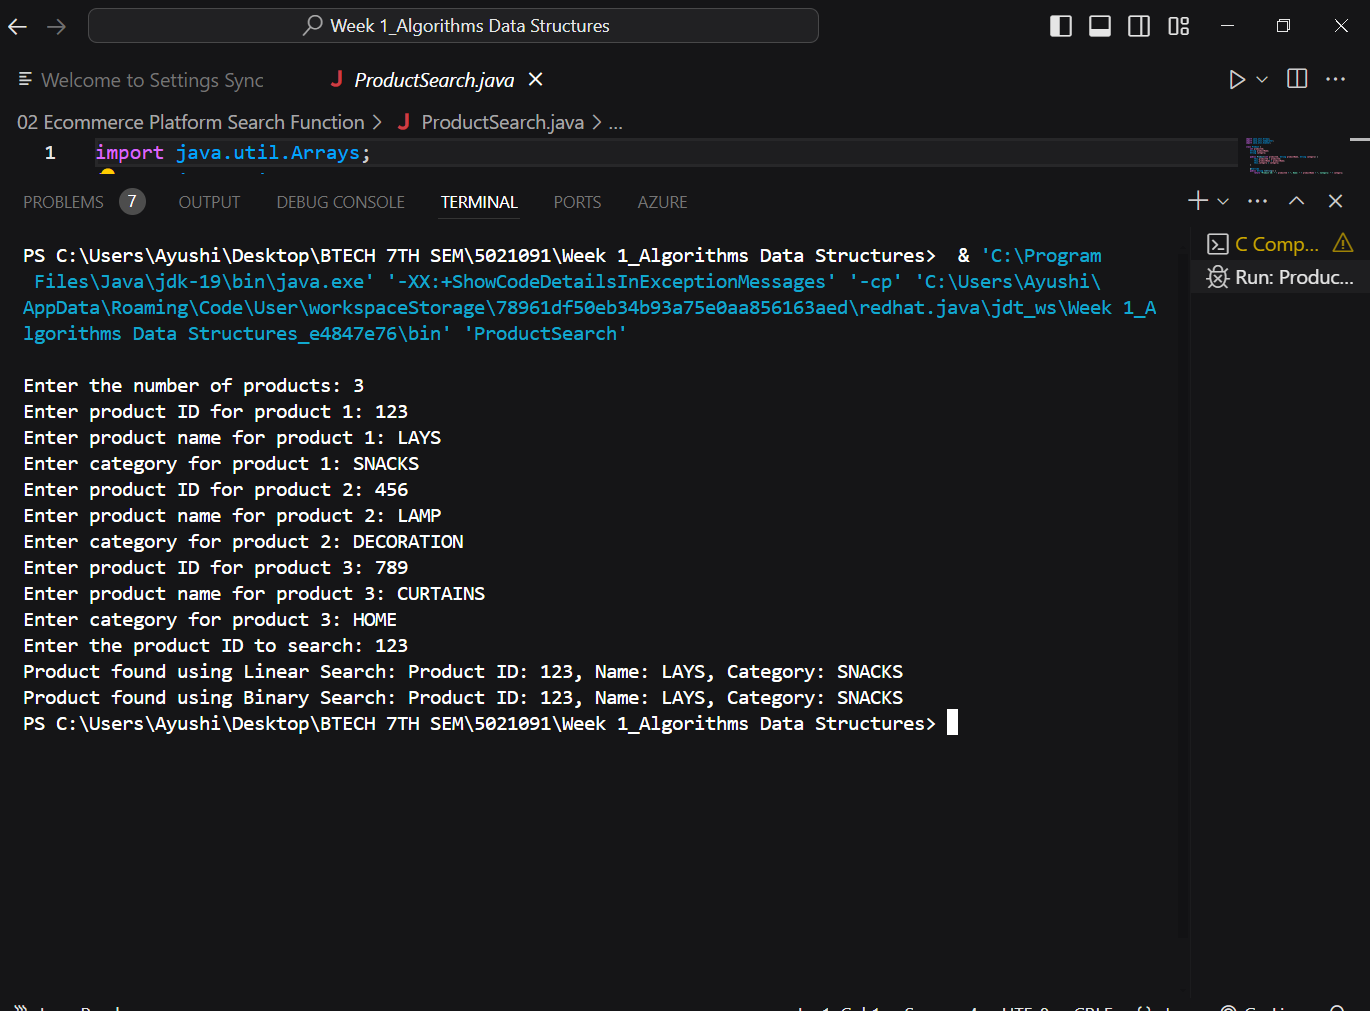 Week 1_Algorithms Data Structures
Welcome to Settings Sync
J ProductSearch.java
02 Ecommerce Platform Search Function > J ProductSearch.java > ...
1 import java.util.Arrays;
PROBLEMS 7 OUTPUT DEBUG CONSOLE TERMINAL PORTS AZURE
PS C:\Users\Ayushi\Desktop\BTECH 7TH SEM\5021091\Week 1_Algorithms Data Structures>  & 'C:\Program
 Files\Java\jdk-19\bin\java.exe' '-XX:+ShowCodeDetailsInExceptionMessages' '-cp' 'C:\Users\Ayushi\
AppData\Roaming\Code\User\workspaceStorage\78961df50eb34b93a75e0aa856163aed\redhat.java\jdt_ws\Week 1_A
lgorithms Data Structures_e4847e76\bin' 'ProductSearch'
Enter the number of products: 3
Enter product ID for product 1: 123
Enter product name for product 1: LAYS
Enter category for product 1: SNACKS
Enter product ID for product 2: 456
Enter product name for product 2: LAMP
Enter category for product 2: DECORATION
Enter product ID for product 3: 789
Enter product name for product 3: CURTAINS
Enter category for product 3: HOME
Enter the product ID to search: 123
Product found using Linear Search: Product ID: 123, Name: LAYS, Category: SNACKS
Product found using Binary Search: Product ID: 123, Name: LAYS, Category: SNACKS
PS C:\Users\Ayushi\Desktop\BTECH 7TH SEM\5021091\Week 1_Algorithms Data Structures>
C Comp...
Run: Produc...